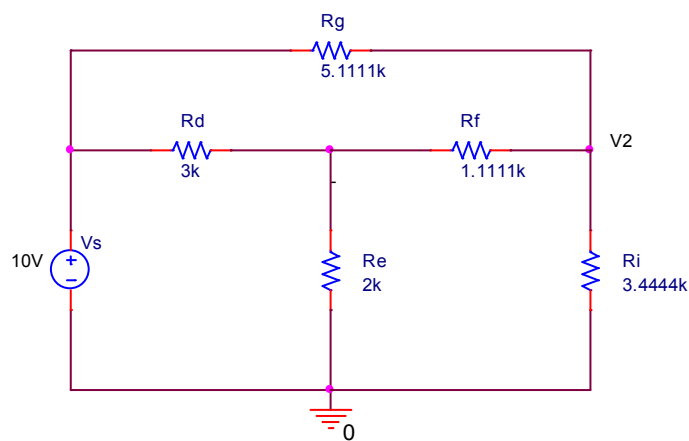 Rg
5.1111k
Rd
3k
Rf
1.1111k
V2
Vs
10V
+
−
Re
2k
Ri
3.4444k
0